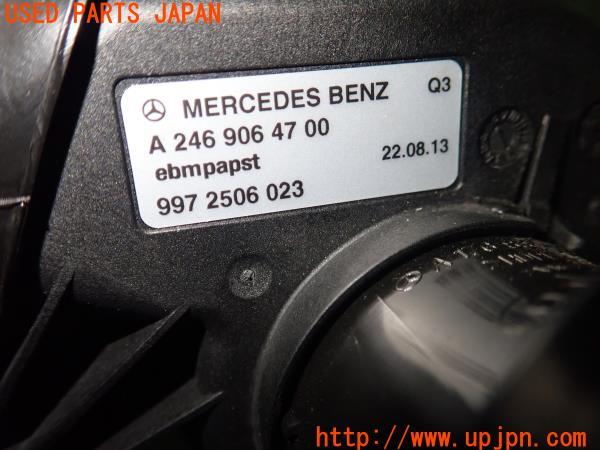 USED PARTS JAPAN
MERCEDES BENZ Q3
A 246 906 47 00
ebmpapst 22.08.13
997 2506 023
http://www.upjpn.com/